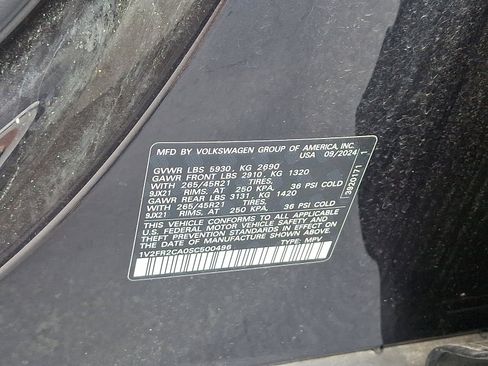 MFD BY VOLKSWAGEN GROUP OF AMERICA, INC.
USA 09/2024
GVWR LBS 5930, KG 2690
GAWR FRONT LBS 2910, KG 1320
WITH 265/45R21 TIRES,
9JX21 RIMS, AT 250 KPA, 36 PSI COLD
GAWR REAR LBS 3131, KG 1420
WITH 265/45R21 TIRES,
9JX21 RIMS, AT 250 KPA, 36 PSI COLD
THIS VEHICLE CONFORMS TO ALL APPLICABLE
U.S. FEDERAL MOTOR VEHICLE SAFETY AND
THEFT PREVENTION STANDARDS IN EFFECT ON
THE DATE OF MANUFACTURE SHOWN ABOVE.
1V2FR2CA0SC500496 TYPE: MPV